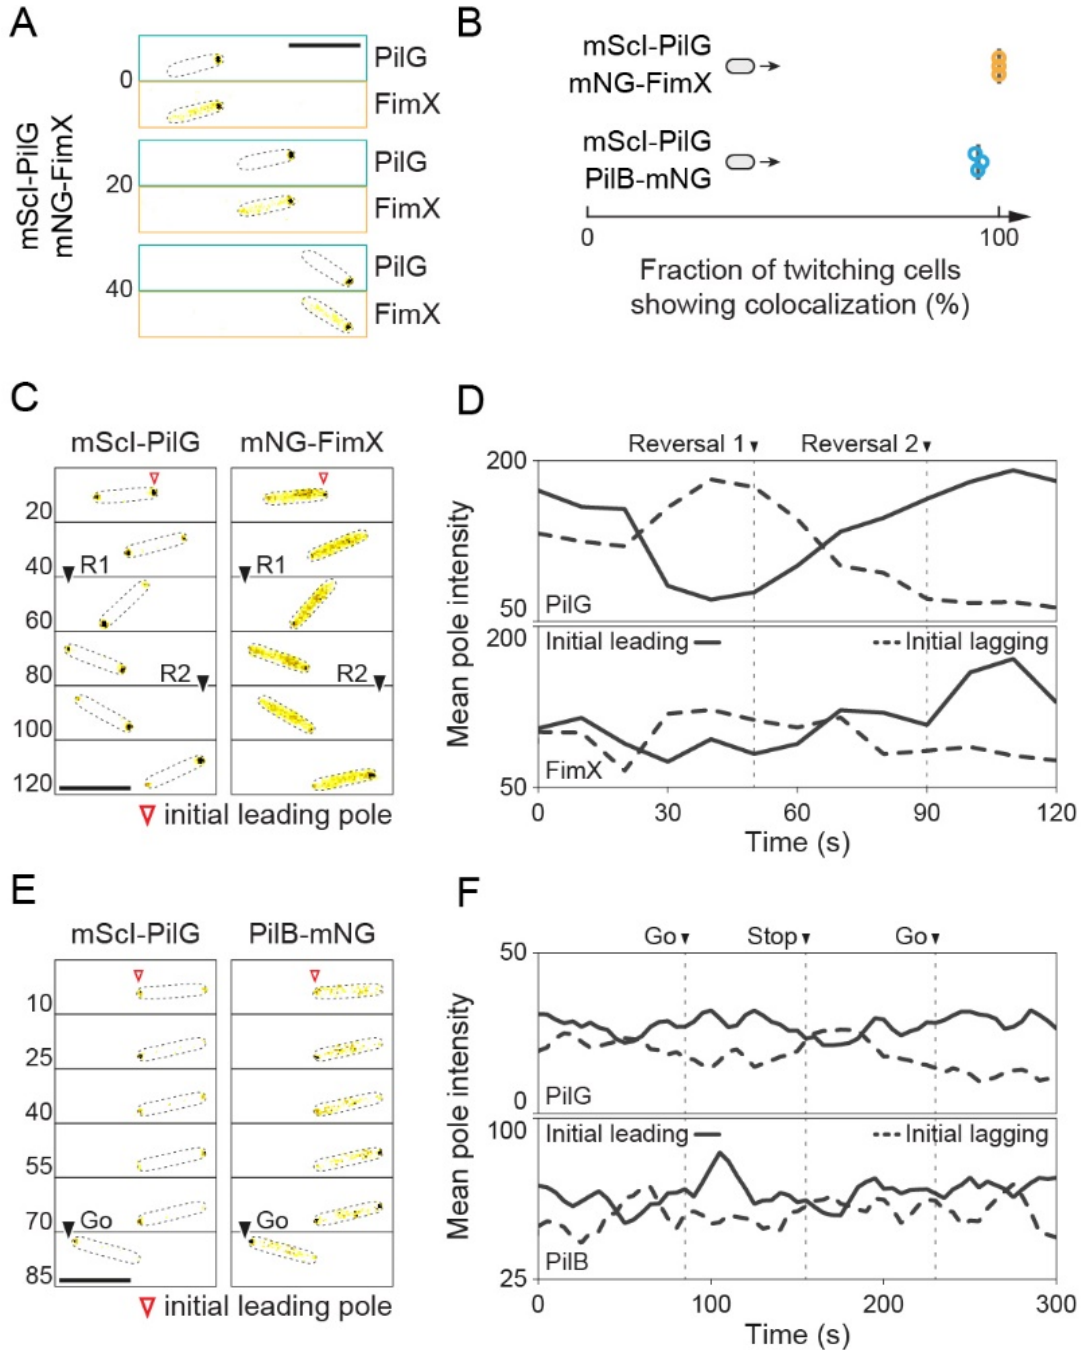 A
mScI-PilG
mNG-FimX
PilG
0
FimX
PilG
20
FimX
PilG
40
FimX
B
mScI-PilG
mNG-FimX
mScI-PilG
PilB-mNG
0
100
Fraction of twitching cells
showing colocalization (%)
C
mScI-PilG
mNG-FimX
20
40
R1
R1
60
80
R2
R2
100
120
initial leading pole
D
Reversal 1
Reversal 2
Mean pole intensity
200
50
PilG
200
Initial leading
Initial lagging
50
FimX
0
30
60
90
120
Time (s)
E
mScI-PilG
PilB-mNG
10
25
40
55
70
Go
Go
85
initial leading pole
F
Go
Stop
Go
Mean pole intensity
50
0
PilG
100
Initial leading
Initial lagging
25
PilB
0
100
200
300
Time (s)